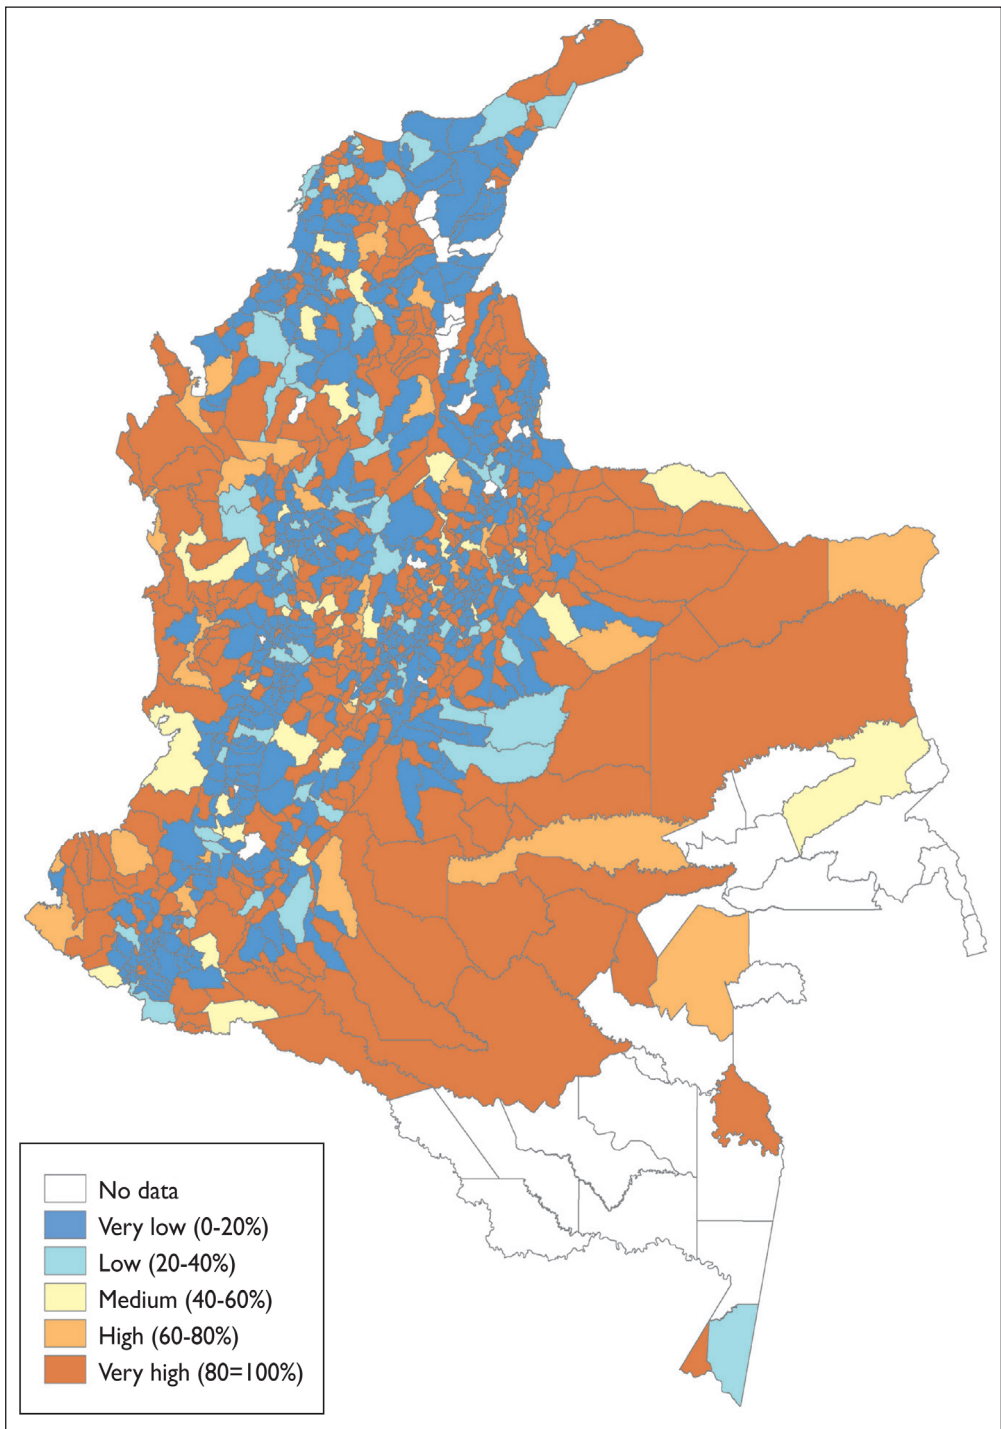 No data
Very low (0-20%)
Low (20-40%)
Medium (40-60%)
High (60-80%)
Very high (80=100%)